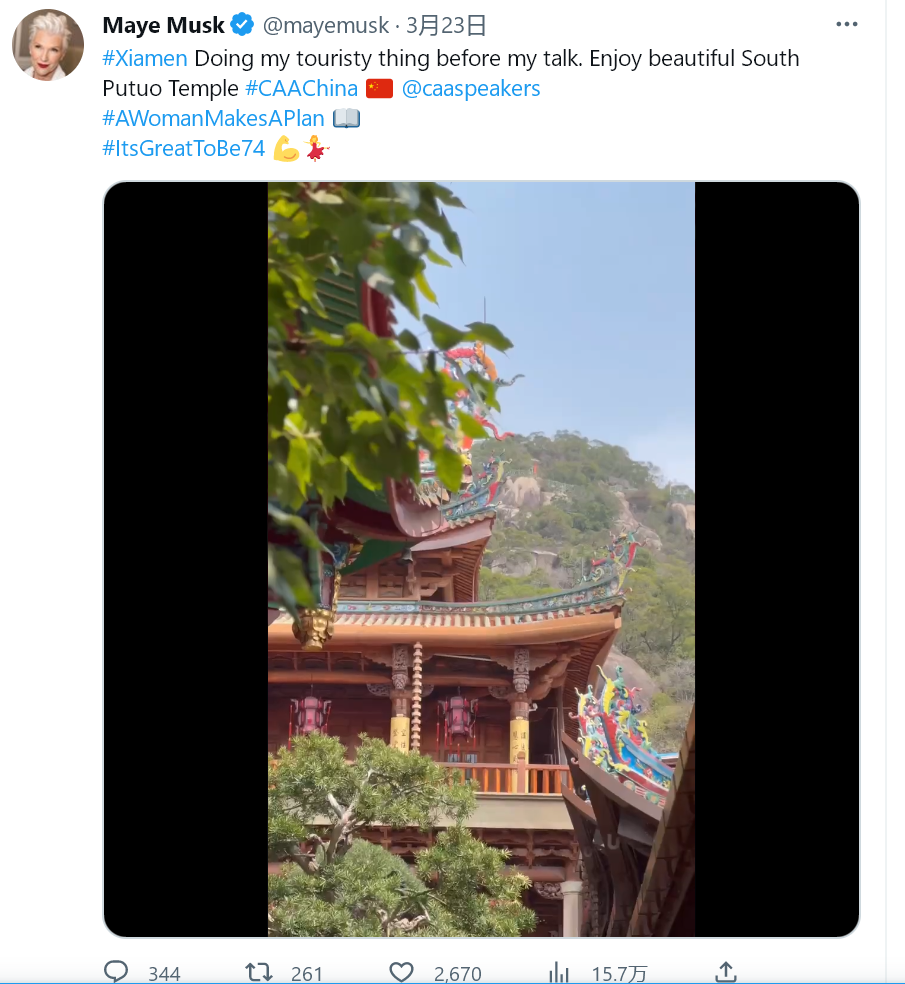 Maye Musk @mayemusk · 3月23日
#Xiamen Doing my touristy thing before my talk. Enjoy beautiful South
Putuo Temple #CAAChina 🇨🇳 @caaspeakers
#AWomanMakesAPlan 📖
#ItsGreatToBe74 💪💃
344 261 2,670 15.7万